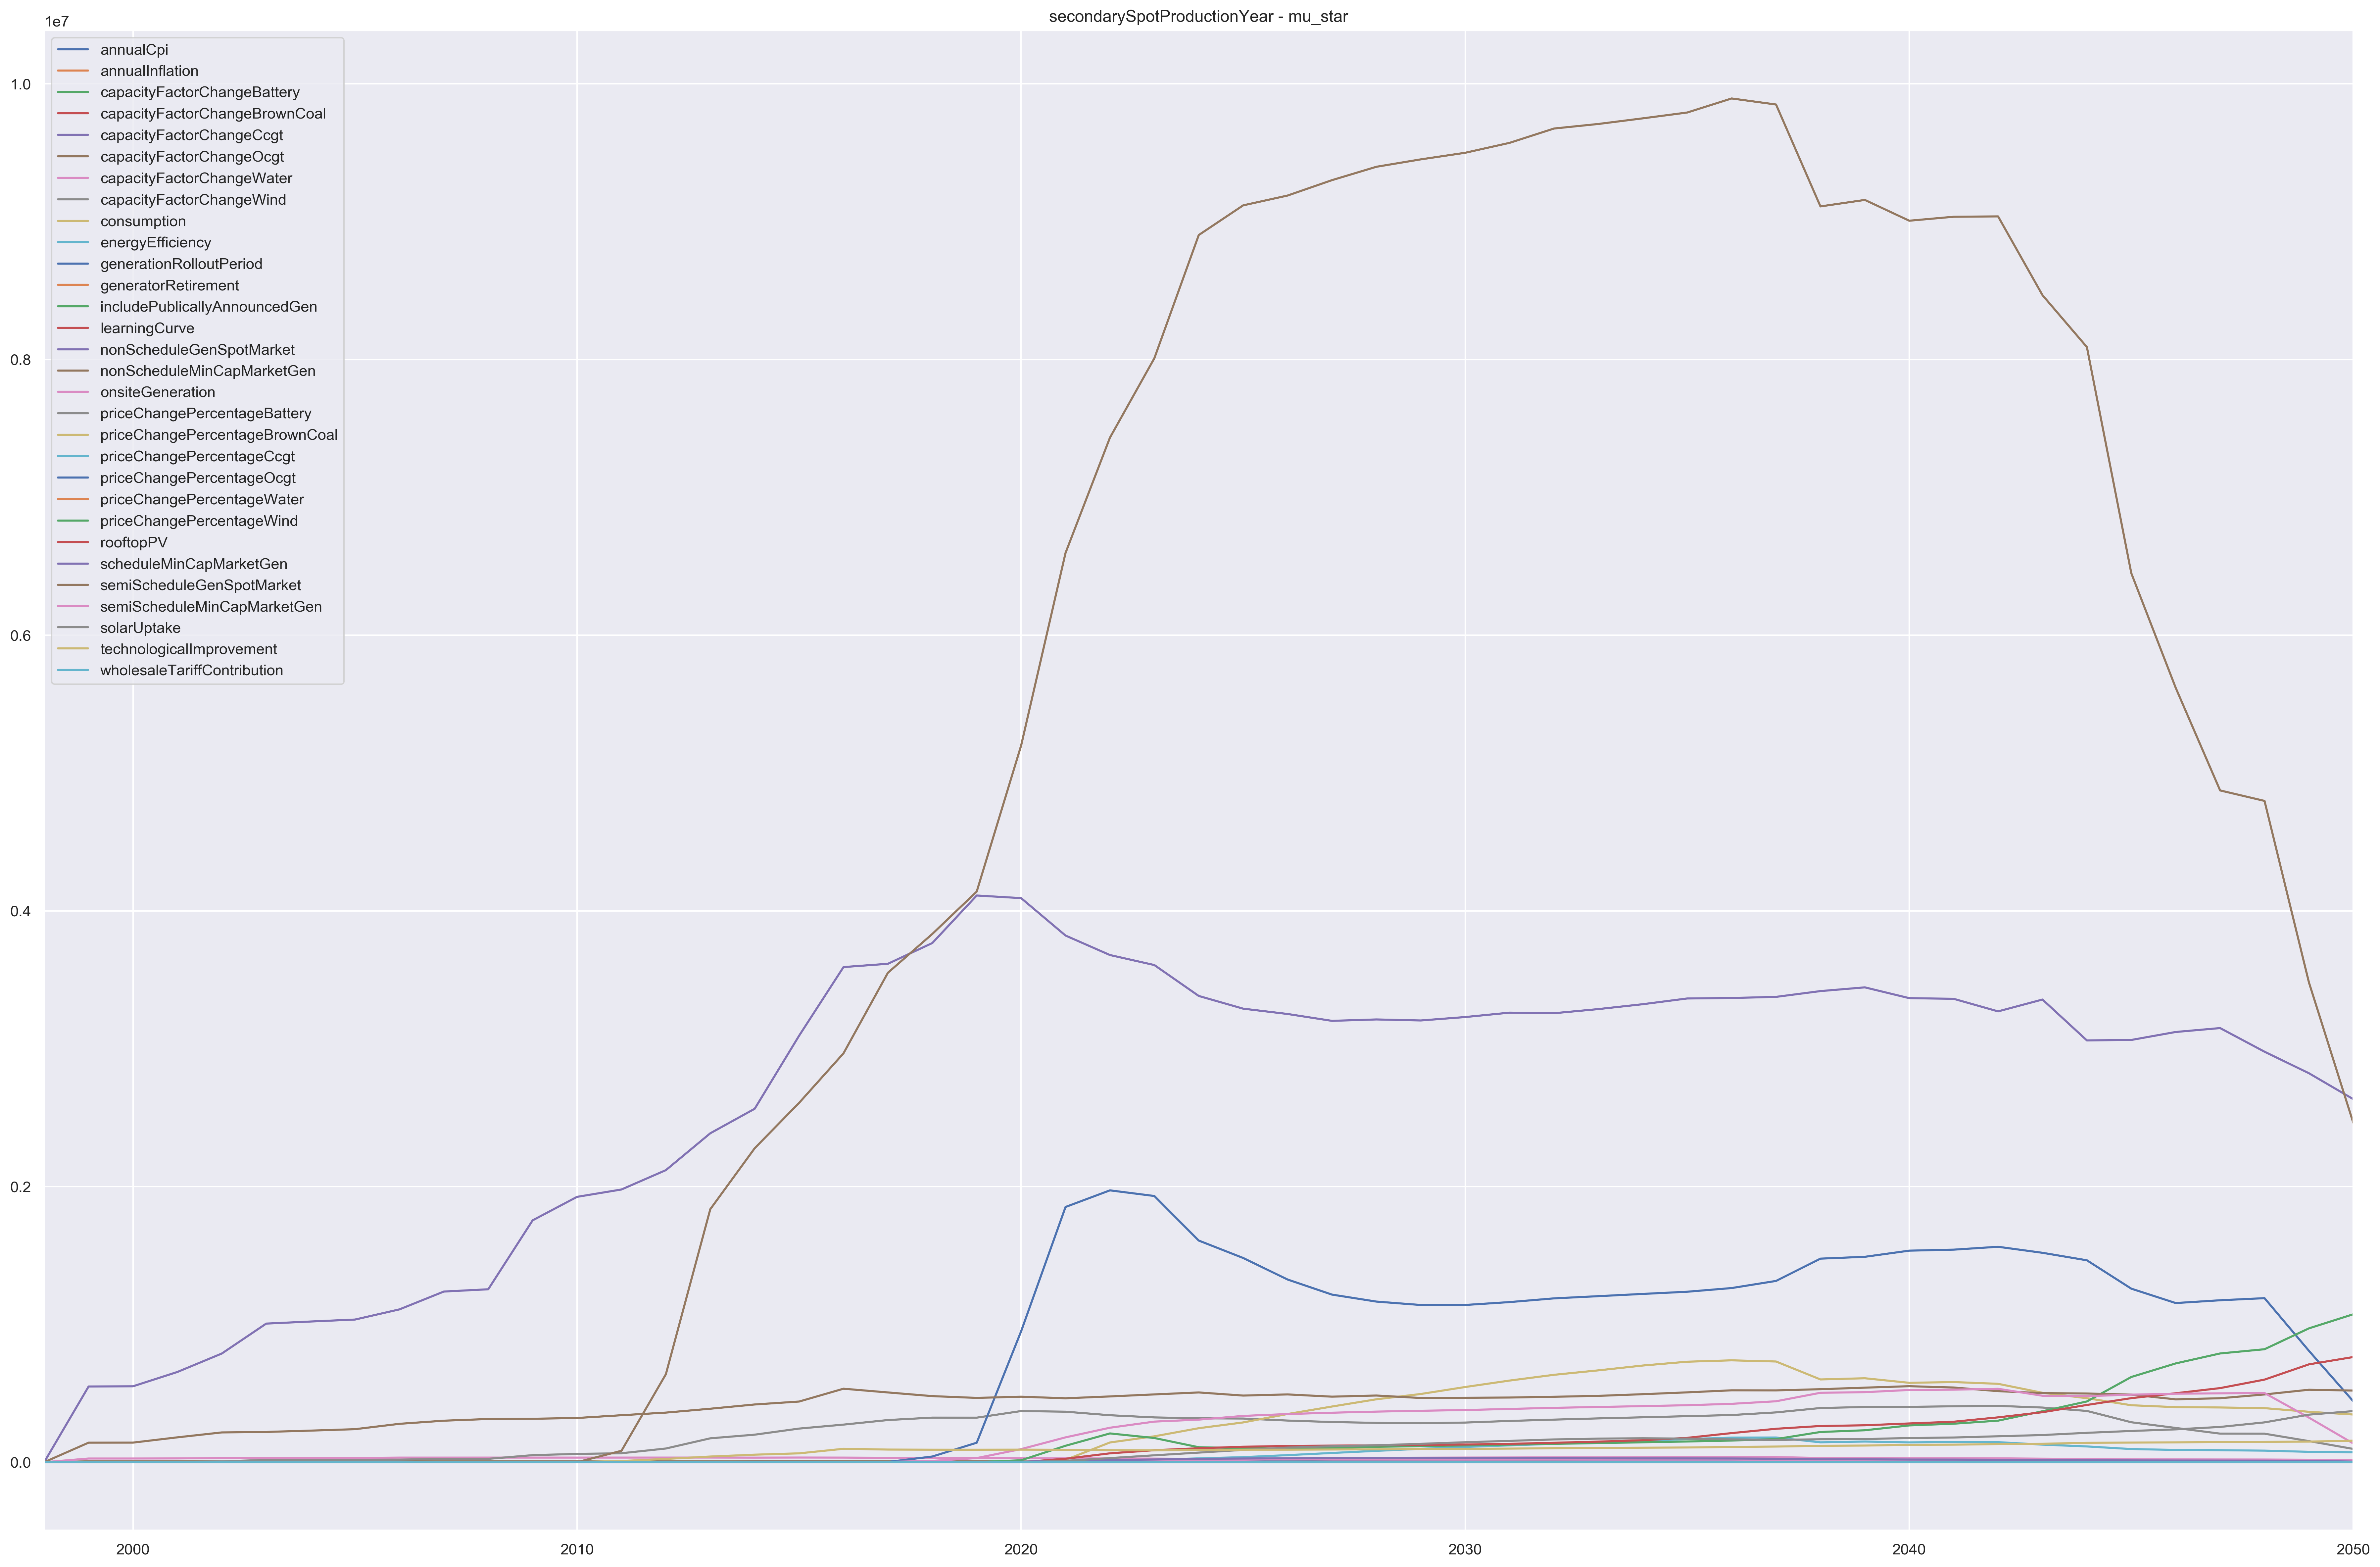 secondarySpotProductionYear - mu_star
1e7
1.0
0.8
0.6
0.4
0.2
0.0
annualCpi
annualInflation
capacityFactorChangeBattery
capacityFactorChangeBrownCoal
capacityFactorChangeCcgt
capacityFactorChangeOcgt
capacityFactorChangeWater
capacityFactorChangeWind
consumption
energyEfficiency
generationRolloutPeriod
generatorRetirement
includePublicallyAnnouncedGen
learningCurve
nonScheduleGenSpotMarket
nonScheduleMinCapMarketGen
onsiteGeneration
priceChangePercentageBattery
priceChangePercentageBrownCoal
priceChangePercentageCcgt
priceChangePercentageOcgt
priceChangePercentageWater
priceChangePercentageWind
rooftopPV
scheduleMinCapMarketGen
semiScheduleGenSpotMarket
semiScheduleMinCapMarketGen
solarUptake
technologicalImprovement
wholesaleTariffContribution
2000 2010 2020 2030 2040 2050